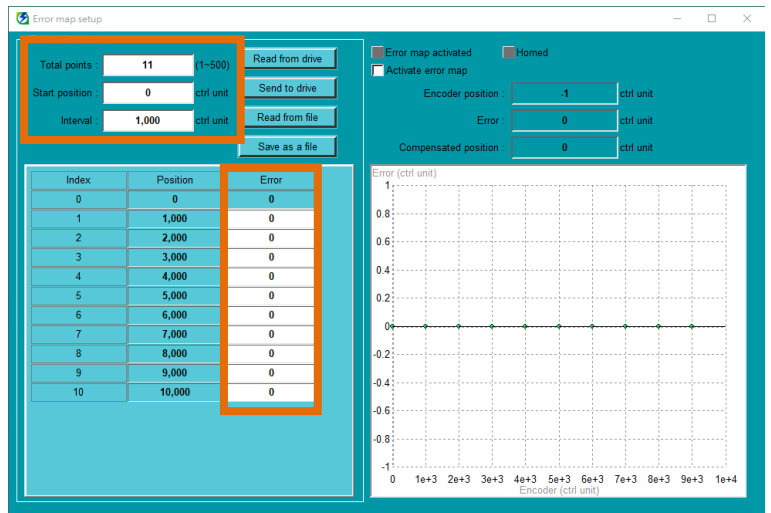 Error map setup
Total points : 11 (1~500)
Start position : 0 ctrl unit
Interval : 1,000 ctrl unit
Read from drive
Send to drive
Read from file
Save as a file
Error map activated Homed
Activate error map
Encoder position : -1 ctrl unit
Error : 0 ctrl unit
Compensated position : 0 ctrl unit
Index Position Error
0 0 0
1 1,000 0
2 2,000 0
3 3,000 0
4 4,000 0
5 5,000 0
6 6,000 0
7 7,000 0
8 8,000 0
9 9,000 0
10 10,000 0
Error (ctrl unit)
1
0.8
0.6
0.4
0.2
0
-0.2
-0.4
-0.6
-0.8
-1
0 1e+3 2e+3 3e+3 4e+3 5e+3 6e+3 7e+3 8e+3 9e+3 1e+4
Encoder (ctrl unit)